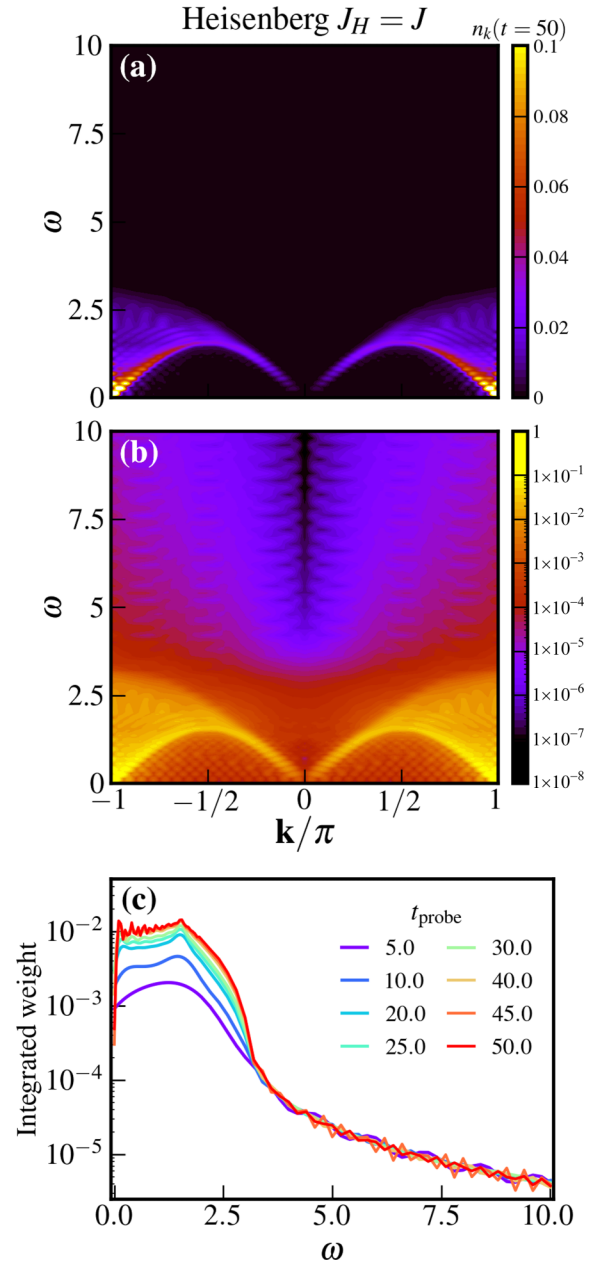 Heisenberg J_H = J
n_k(t = 50)
(a)
10
7.5
5
2.5
0
ω
0.1
0.08
0.06
0.04
0.02
0
(b)
10
7.5
5
2.5
0
ω
1
1×10⁻¹
1×10⁻²
1×10⁻³
1×10⁻⁴
1×10⁻⁵
1×10⁻⁶
1×10⁻⁷
1×10⁻⁸
−1 −1/2 0 1/2 1
k/π
(c)
Integrated weight
10⁻²
10⁻³
10⁻⁴
10⁻⁵
t_probe
5.0 30.0
10.0 40.0
20.0 45.0
25.0 50.0
0.0 2.5 5.0 7.5 10.0
ω